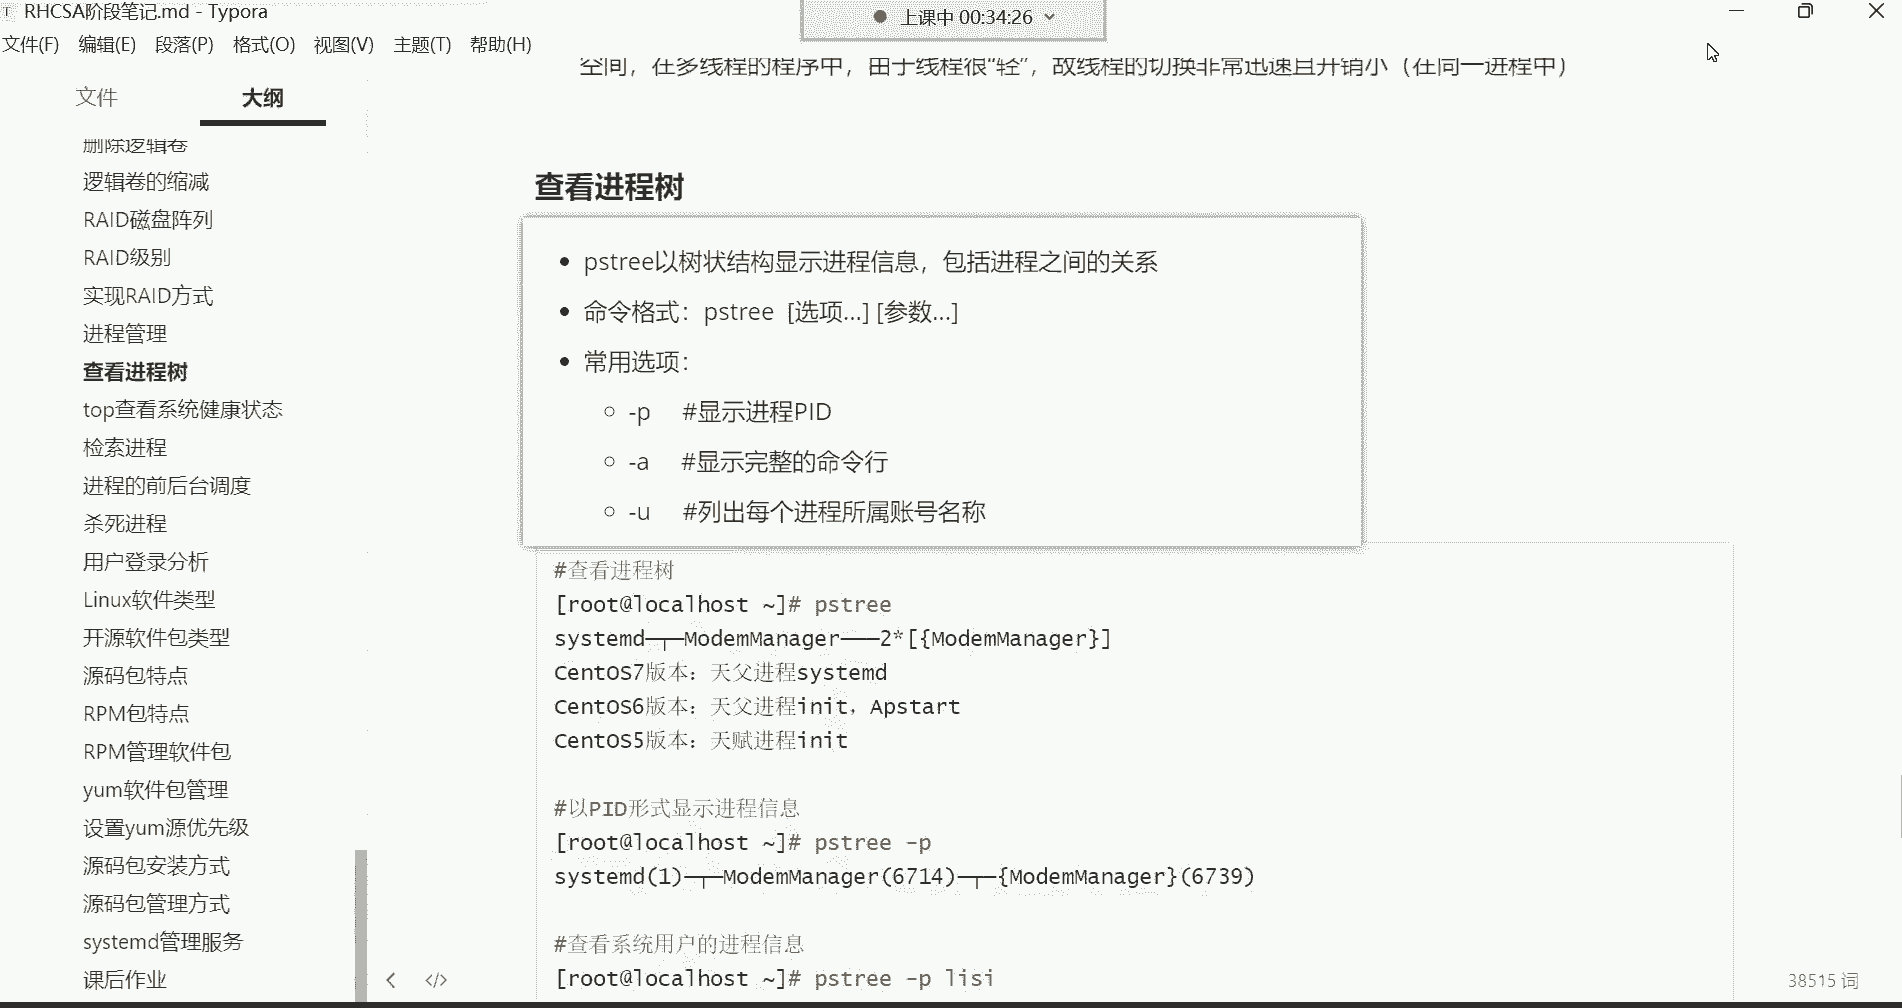 RHCSA阶段笔记.md - Typora
上课中 00:34:26
文件(F) 编辑(E) 段落(P) 格式(O) 视图(V) 主题(T) 帮助(H)
空间，在多线程的程序中，由于线程很“轻”，故线程的切换非常迅速且开销小（在同一进程中）
文件 大纲
删除逻辑卷
逻辑卷的缩减
RAID磁盘阵列
RAID级别
实现RAID方式
进程管理
查看进程树
top查看系统健康状态
检索进程
进程的前后台调度
杀死进程
用户登录分析
Linux软件类型
开源软件包类型
源码包特点
RPM包特点
RPM管理软件包
yum软件包管理
设置yum源优先级
源码包安装方式
源码包管理方式
systemd管理服务
课后作业
查看进程树
pstree以树状结构显示进程信息，包括进程之间的关系
命令格式：pstree [选项...] [参数...]
常用选项：
-p #显示进程PID
-a #显示完整的命令行
-u #列出每个进程所属账号名称
#查看进程树
[root@localhost ~]# pstree
systemd─┬─ModemManager───2*[{ModemManager}]
CentOS7版本：天父进程systemd
CentOS6版本：天父进程init，Apstart
CentOS5版本：天赋进程init
#以PID形式显示进程信息
[root@localhost ~]# pstree -p
systemd(1)─┬─ModemManager(6714)─┬─{ModemManager}(6739)
#查看系统用户的进程信息
[root@localhost ~]# pstree -p lisi
38515 词